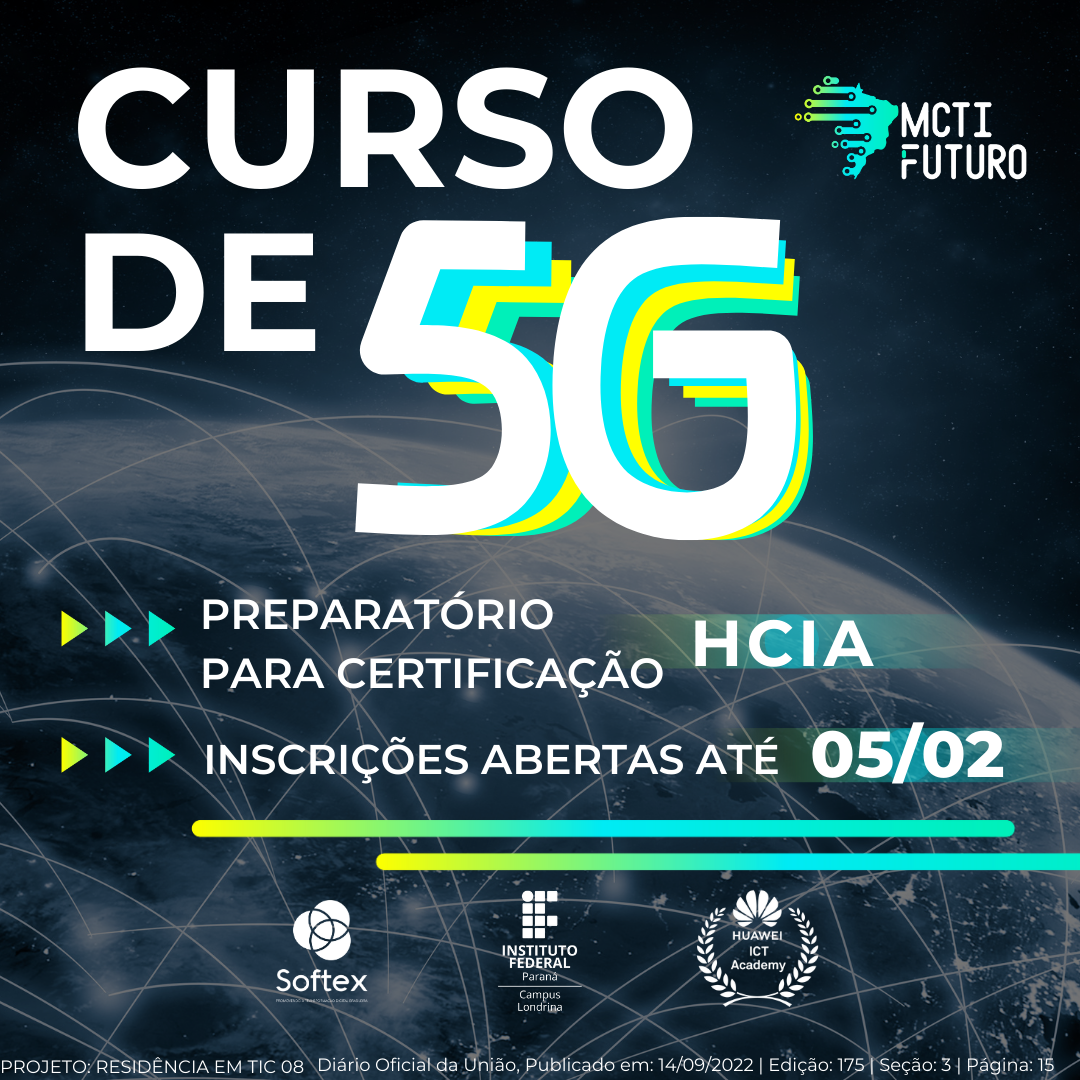 CURSO
DE 5G
MCTI
FUTURO
PREPARATÓRIO
PARA CERTIFICAÇÃO HCIA
INSCRIÇÕES ABERTAS ATÉ 05/02
Softex
INSTITUTO
FEDERAL
Paraná
Campus
Londrina
HUAWEI
ICT
Academy
PROJETO: RESIDÊNCIA EM TIC 08 Diário Oficial da União, Publicado em: 14/09/2022 | Edição: 175 | Seção: 3 | Página: 15